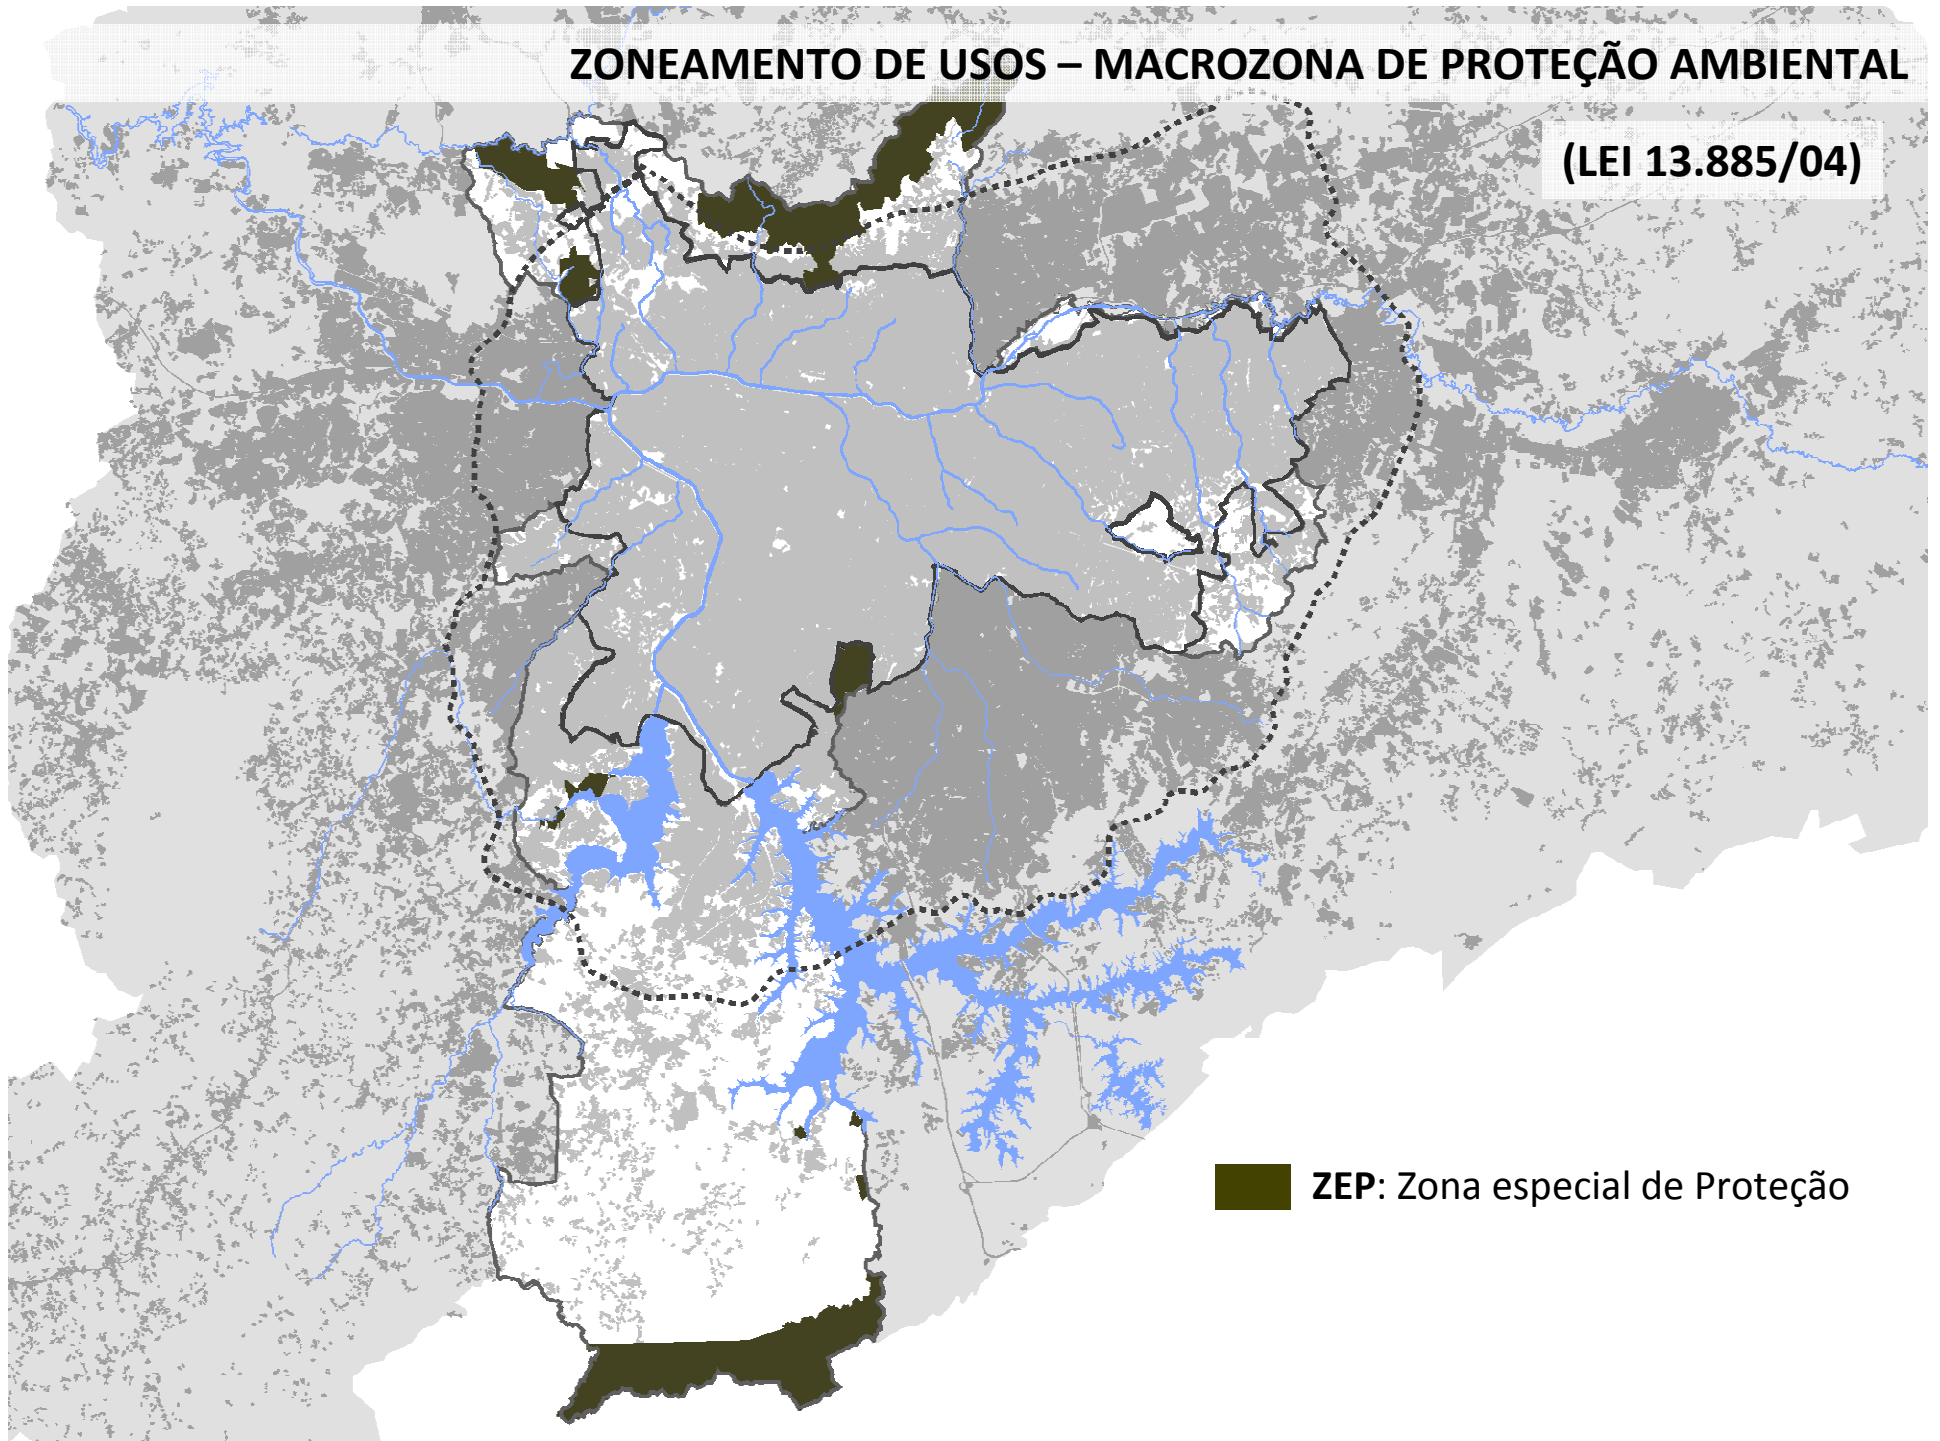 ZONEAMENTO DE USOS – MACROZONA DE PROTEÇÃO AMBIENTAL
(LEI 13.885/04)
ZEP: Zona especial de Proteção